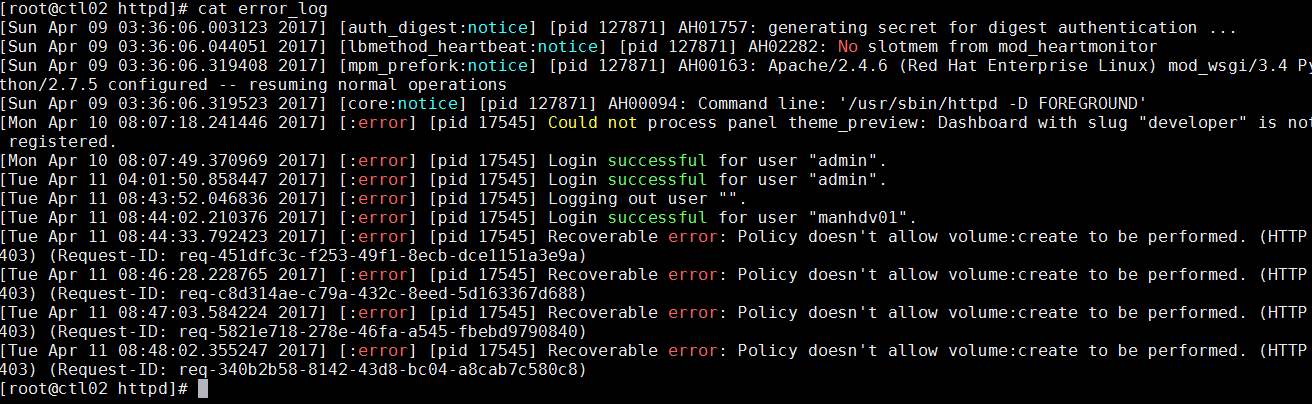 [root@ctl02 httpd]# cat error_log
[Sun Apr 09 03:36:06.003123 2017] [auth_digest:notice] [pid 127871] AH01757: generating secret for digest authentication ...
[Sun Apr 09 03:36:06.044051 2017] [lbmethod_heartbeat:notice] [pid 127871] AH02282: No slotmem from mod_heartmonitor
[Sun Apr 09 03:36:06.319408 2017] [mpm_prefork:notice] [pid 127871] AH00163: Apache/2.4.6 (Red Hat Enterprise Linux) mod_wsgi/3.4 Py
thon/2.7.5 configured -- resuming normal operations
[Sun Apr 09 03:36:06.319523 2017] [core:notice] [pid 127871] AH00094: Command line: '/usr/sbin/httpd -D FOREGROUND'
[Mon Apr 10 08:07:18.241446 2017] [:error] [pid 17545] Could not process panel theme_preview: Dashboard with slug "developer" is not
 registered.
[Mon Apr 10 08:07:49.370969 2017] [:error] [pid 17545] Login successful for user "admin".
[Tue Apr 11 04:01:50.858447 2017] [:error] [pid 17545] Login successful for user "admin".
[Tue Apr 11 08:43:52.046836 2017] [:error] [pid 17545] Logging out user "".
[Tue Apr 11 08:44:02.210376 2017] [:error] [pid 17545] Login successful for user "manhdv01".
[Tue Apr 11 08:44:33.792423 2017] [:error] [pid 17545] Recoverable error: Policy doesn't allow volume:create to be performed. (HTTP
403) (Request-ID: req-451dfc3c-f253-49f1-8ecb-dce1151a3e9a)
[Tue Apr 11 08:46:28.228765 2017] [:error] [pid 17545] Recoverable error: Policy doesn't allow volume:create to be performed. (HTTP
403) (Request-ID: req-c8d314ae-c79a-432c-8eed-5d163367d688)
[Tue Apr 11 08:47:03.584224 2017] [:error] [pid 17545] Recoverable error: Policy doesn't allow volume:create to be performed. (HTTP
403) (Request-ID: req-5821e718-278e-46fa-a545-fbebd9790840)
[Tue Apr 11 08:48:02.355247 2017] [:error] [pid 17545] Recoverable error: Policy doesn't allow volume:create to be performed. (HTTP
403) (Request-ID: req-340b2b58-8142-43d8-bc04-a8cab7c580c8)
[root@ctl02 httpd]#